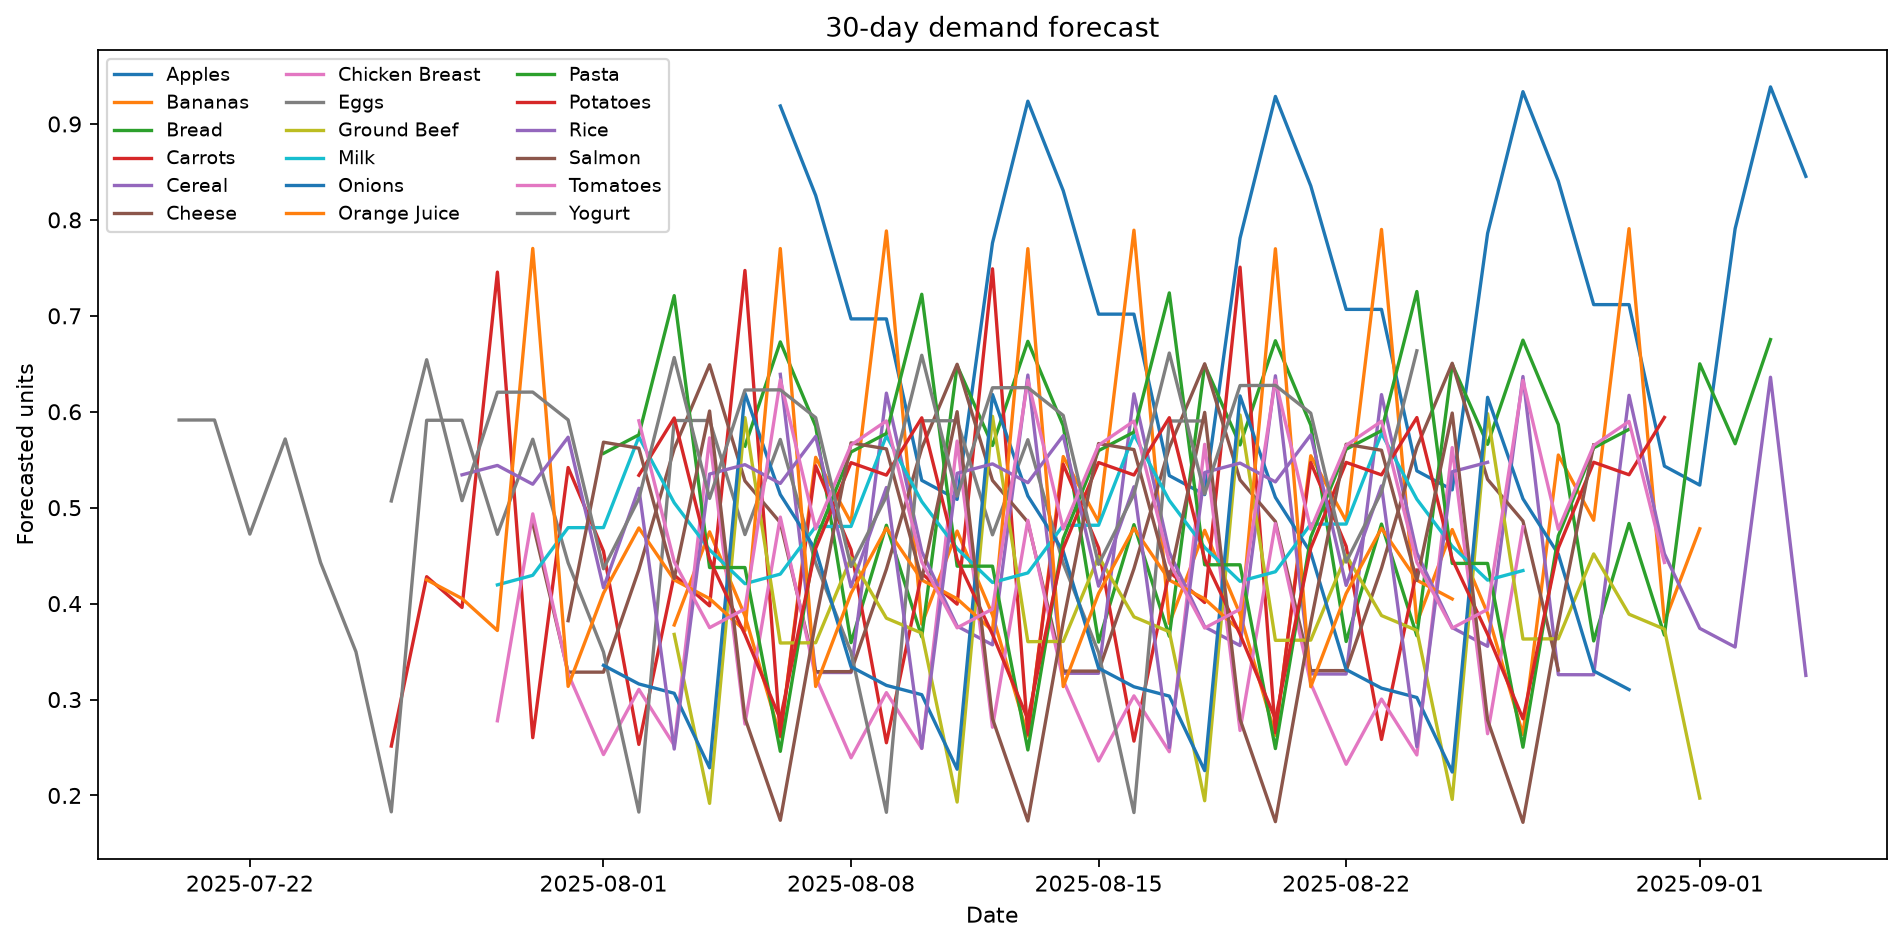 30-day demand forecast
Apples
Bananas
Bread
Carrots
Cereal
Cheese
Chicken Breast
Eggs
Ground Beef
Milk
Onions
Orange Juice
Pasta
Potatoes
Rice
Salmon
Tomatoes
Yogurt
Forecasted units
0.9
0.8
0.7
0.6
0.5
0.4
0.3
0.2
2025-07-22
2025-08-01
2025-08-08
2025-08-15
2025-08-22
2025-09-01
Date